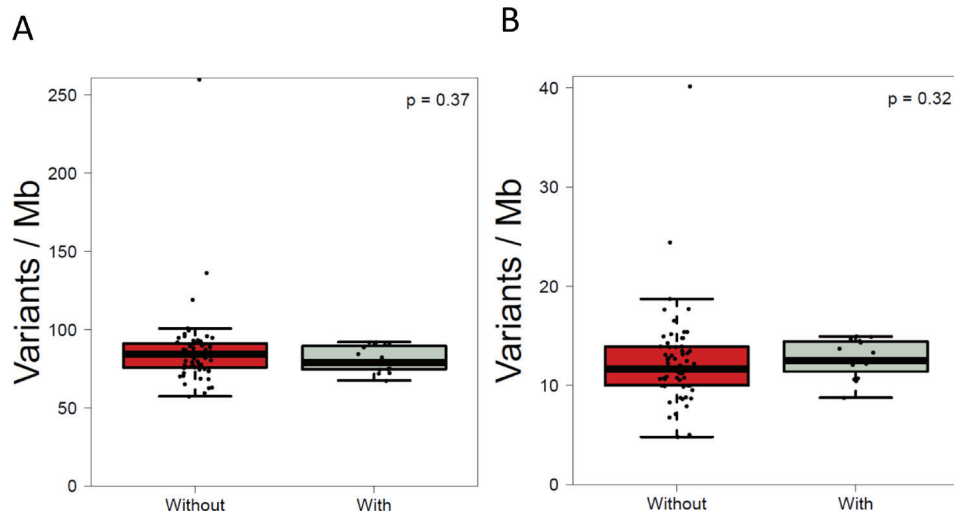 A
p = 0.37
Variants / Mb
250
200
150
100
50
0
Without
With
B
p = 0.32
Variants / Mb
40
30
20
10
0
Without
With